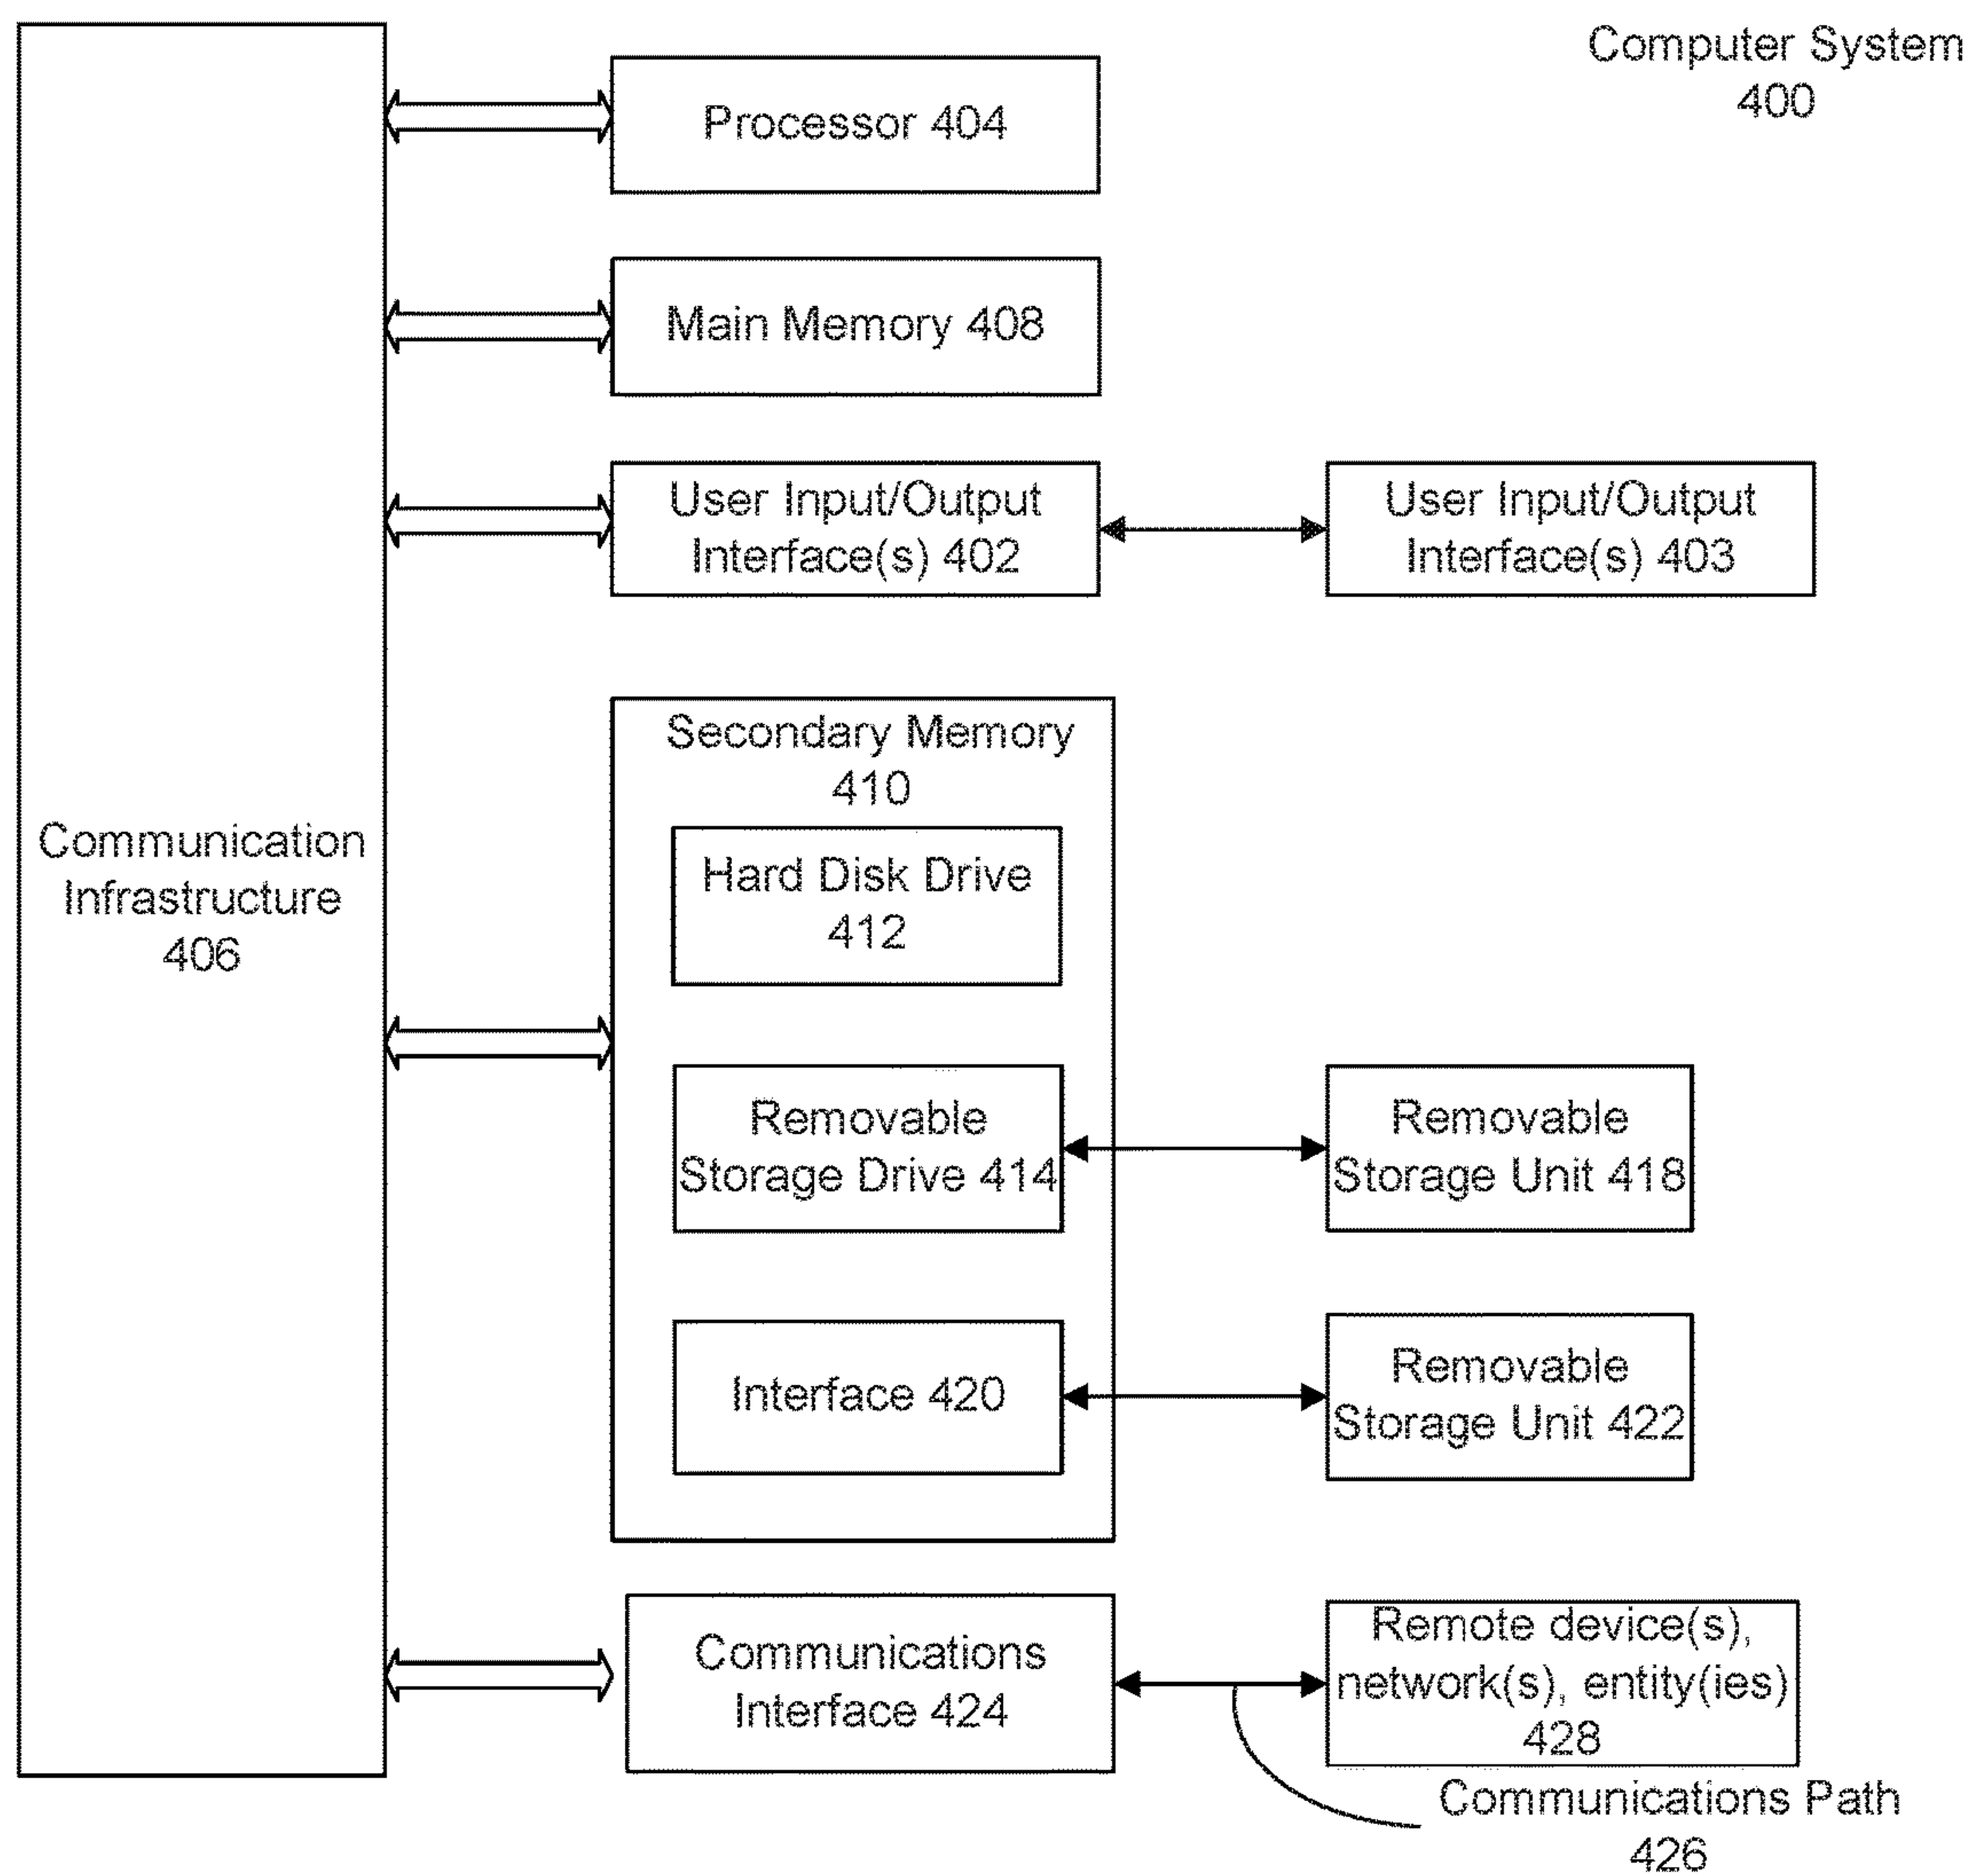 Computer System
400
Processor 404
Main Memory 408
User Input/Output
Interface(s) 402
User Input/Output
Interface(s) 403
Secondary Memory
410
Communication
Infrastructure
406
Hard Disk Drive
412
Removable
Storage Drive 414
Removable
Storage Unit 418
Interface 420
Removable
Storage Unit 422
Communications
Interface 424
Remote device(s),
network(s), entity(ies)
428
Communications Path
426